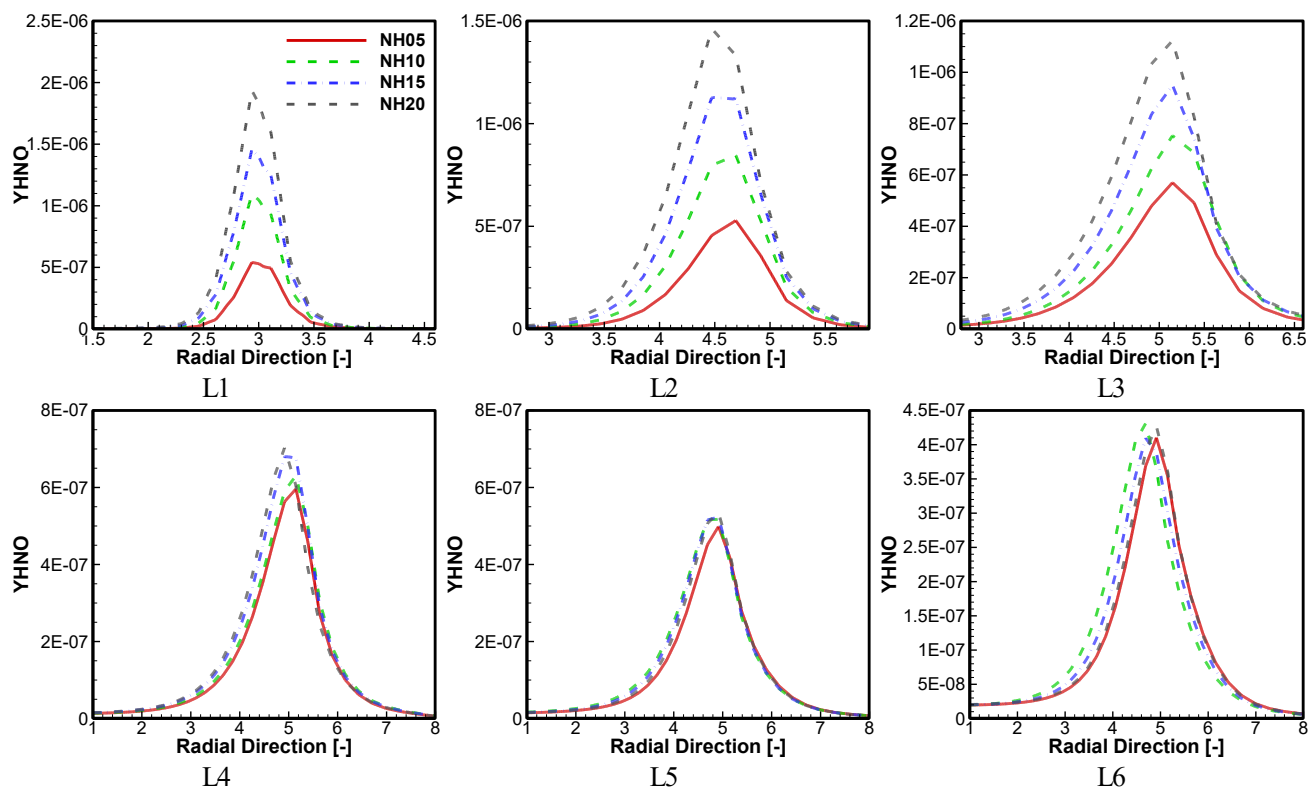 2.5E-06
2E-06
1.5E-06
1E-06
5E-07
0
YHNO
NH05
NH10
NH15
NH20
1.5 2 2.5 3 3.5 4 4.5
Radial Direction [-]
L1
1.5E-06
1E-06
5E-07
0
YHNO
3 3.5 4 4.5 5 5.5
Radial Direction [-]
L2
1.2E-06
1E-06
8E-07
6E-07
4E-07
2E-07
0
YHNO
3 3.5 4 4.5 5 5.5 6 6.5
Radial Direction [-]
L3
8E-07
6E-07
4E-07
2E-07
0
YHNO
1 2 3 4 5 6 7 8
Radial Direction [-]
L4
8E-07
6E-07
4E-07
2E-07
0
YHNO
1 2 3 4 5 6 7 8
Radial Direction [-]
L5
4.5E-07
4E-07
3.5E-07
3E-07
2.5E-07
2E-07
1.5E-07
1E-07
5E-08
0
YHNO
1 2 3 4 5 6 7 8
Radial Direction [-]
L6